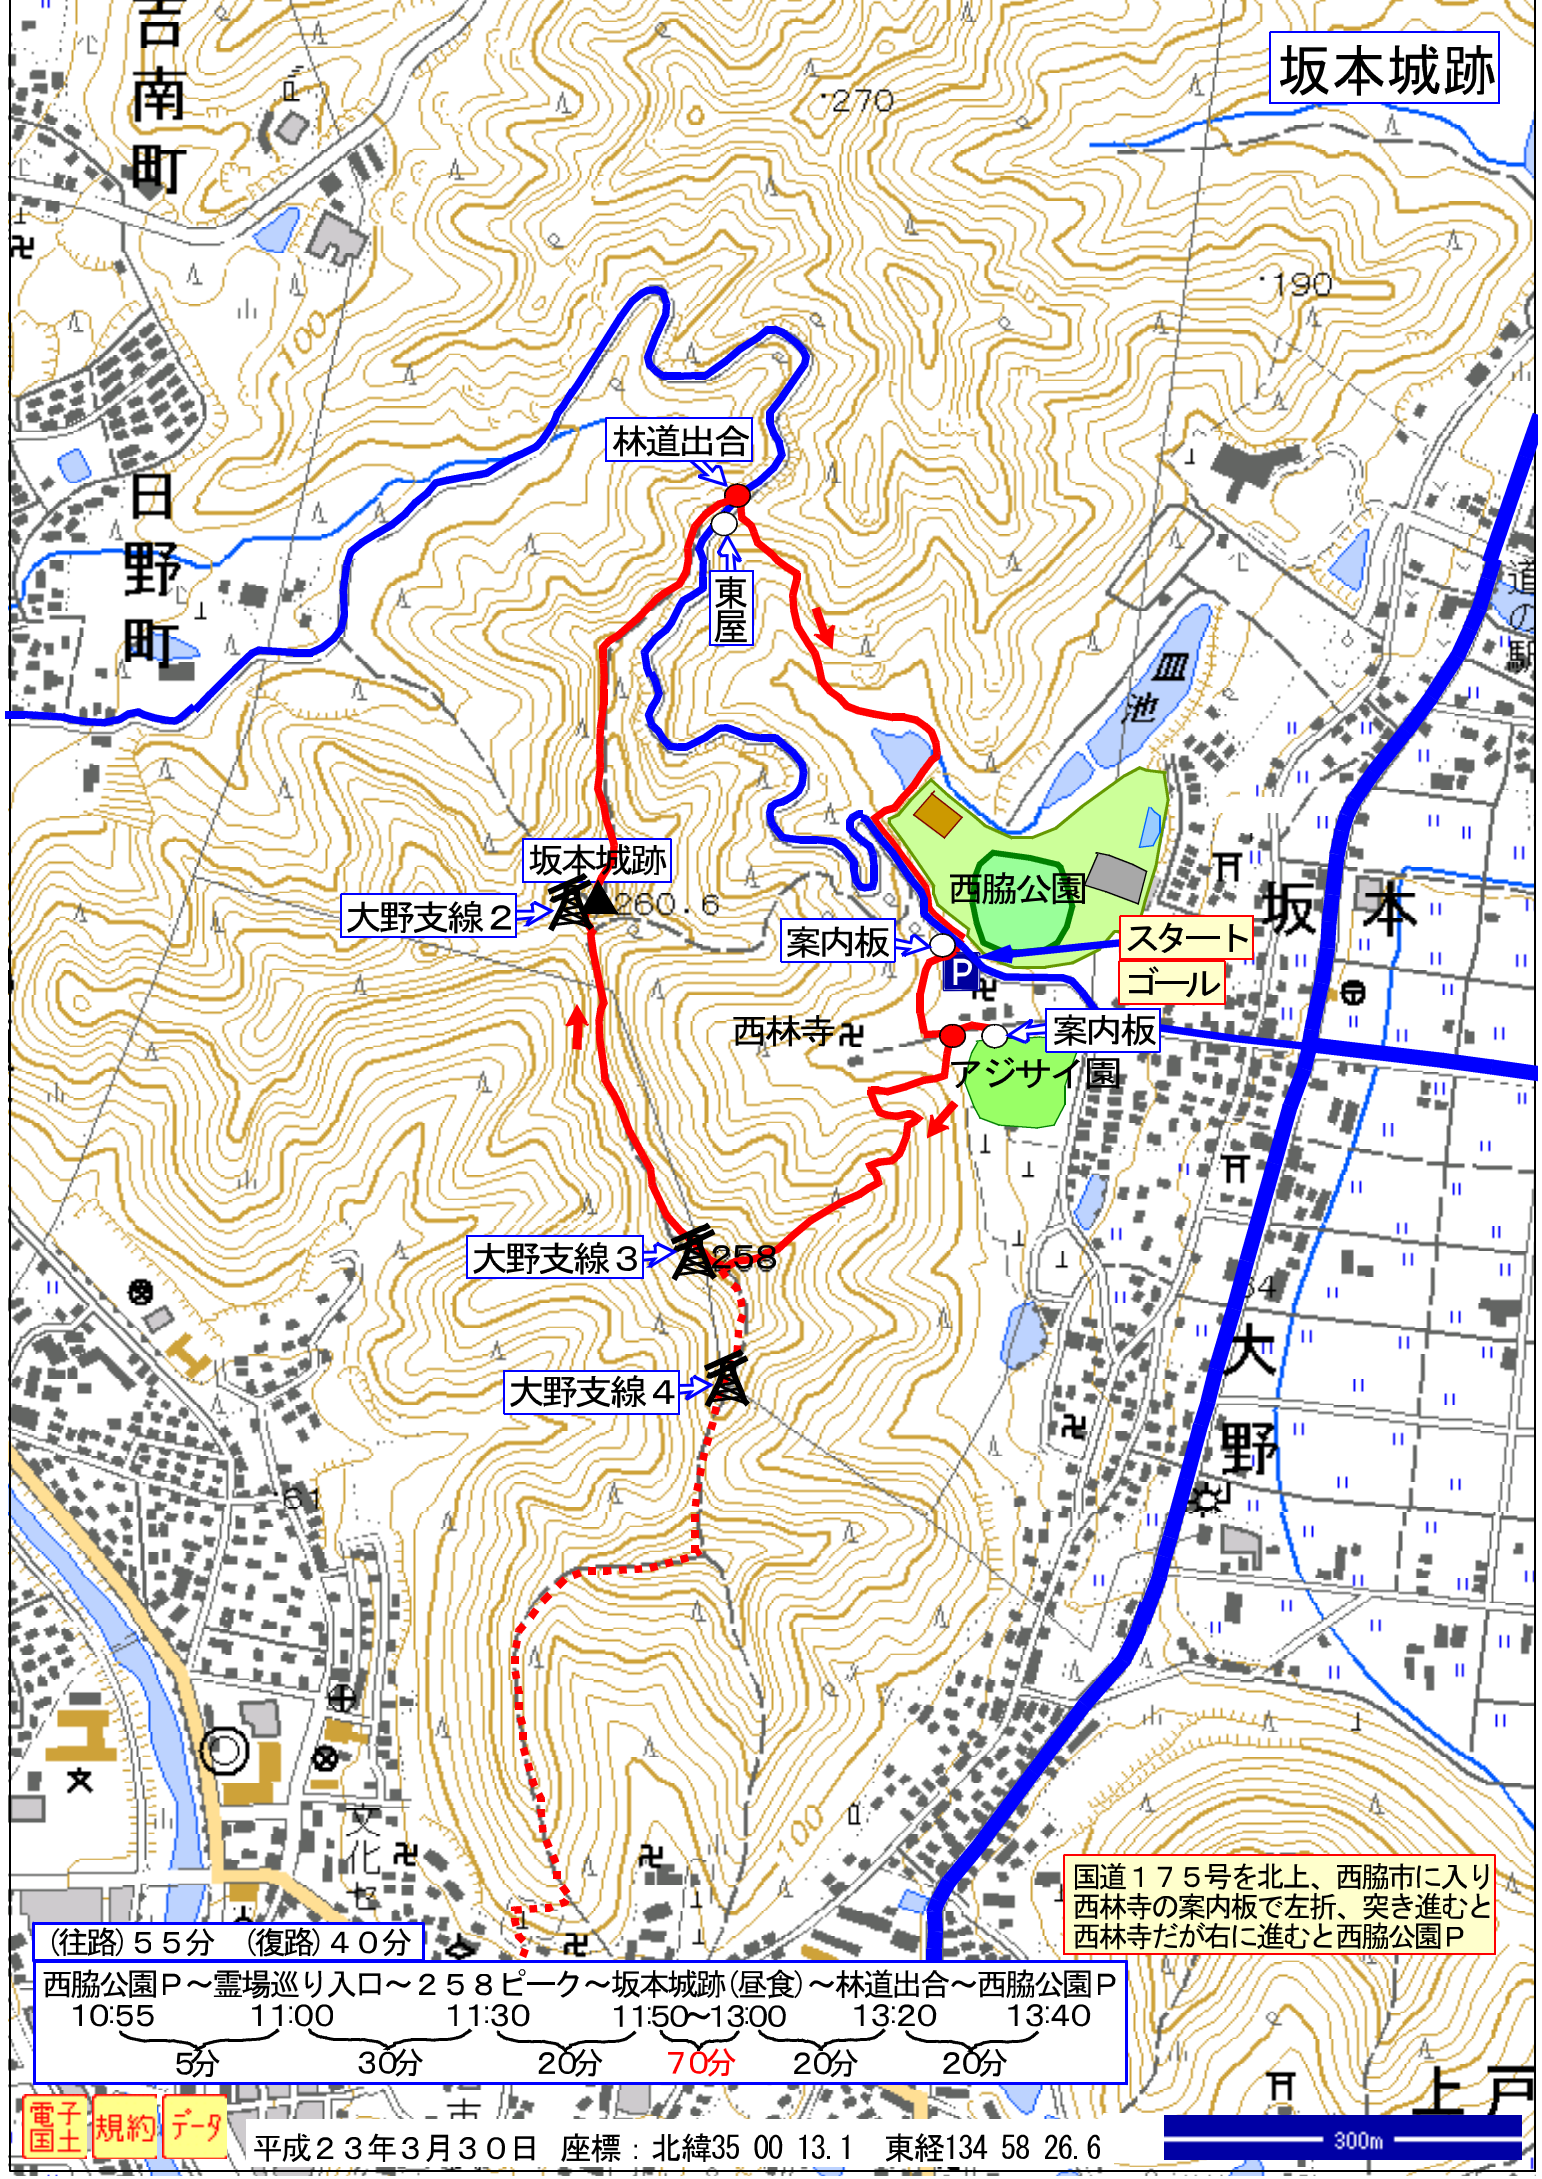 坂本城跡
吉南町
270
190
100
林道出合
日野町
東屋
道の駅
皿池
坂本城跡
260.6
大野支線２
西脇公園
坂本
案内板
スタート
ゴール
P
西林寺
案内板
アジサイ園
大野支線３
258
64
大野
大野支線４
61
文化セ
100
国道１７５号を北上、西脇市に入り
西林寺の案内板で左折、突き進むと
西林寺だが右に進むと西脇公園Ｐ
(往路)５５分 (復路)４０分
西脇公園Ｐ～霊場巡り入口～２５８ピーク～坂本城跡(昼食)～林道出合～西脇公園Ｐ
10:55 11:00 11:30 11:50～13:00 13:20 13:40
5分 30分 20分 70分 20分 20分
上戸
市
電子国土 規約 データ
平成２３年３月３０日 座標：北緯35 00 13.1 東経134 58 26.6
300m